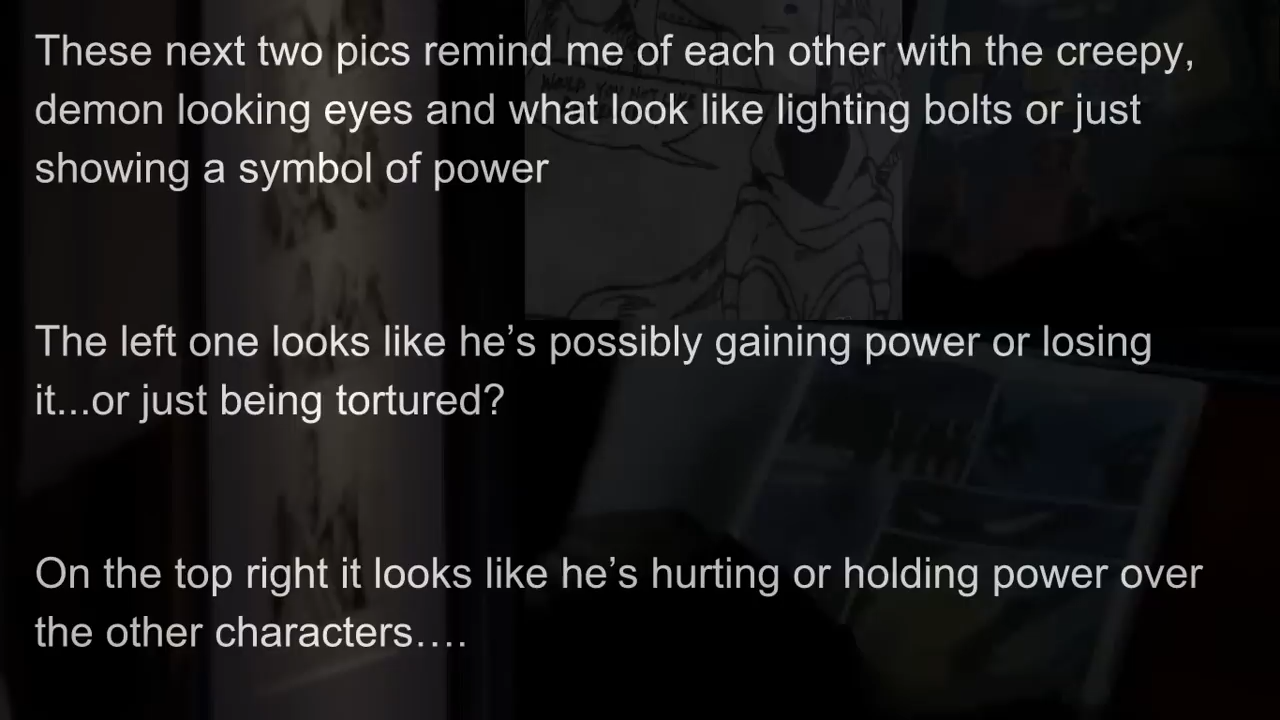 These next two pics remind me of each other with the creepy,
demon looking eyes and what look like lighting bolts or just
showing a symbol of power
The left one looks like he’s possibly gaining power or losing
it...or just being tortured?
On the top right it looks like he’s hurting or holding power over
the other characters….